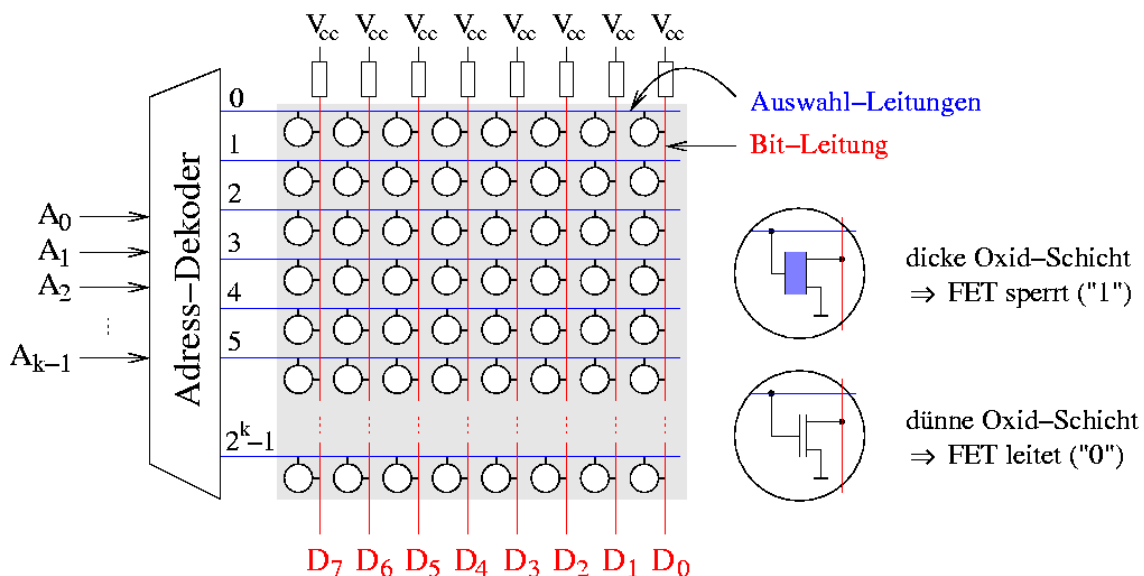 Vcc Vcc Vcc Vcc Vcc Vcc Vcc Vcc
Adress–Dekoder
A0
A1
A2
Ak−1
0
1
2
3
4
5
2^k−1
Auswahl–Leitungen
Bit–Leitung
dicke Oxid–Schicht
⇒ FET sperrt ("1")
dünne Oxid–Schicht
⇒ FET leitet ("0")
D7 D6 D5 D4 D3 D2 D1 D0